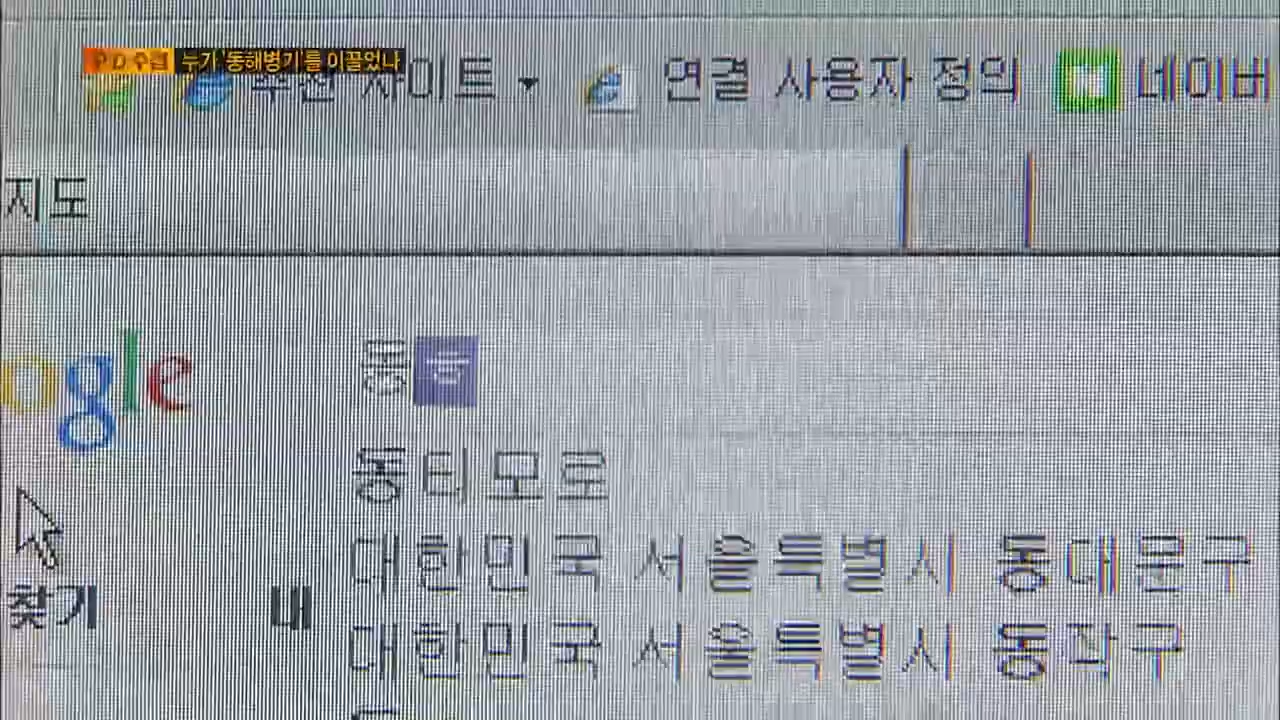 PD수첩 누가 '동해병기'를 이끌었나
추천 사이트 연결 사용자 정의 네이버
지도
ogle
동ㅎ
동티모로
대한민국 서울특별시 동대문구
찾기 내
대한민국 서울특별시 동작구